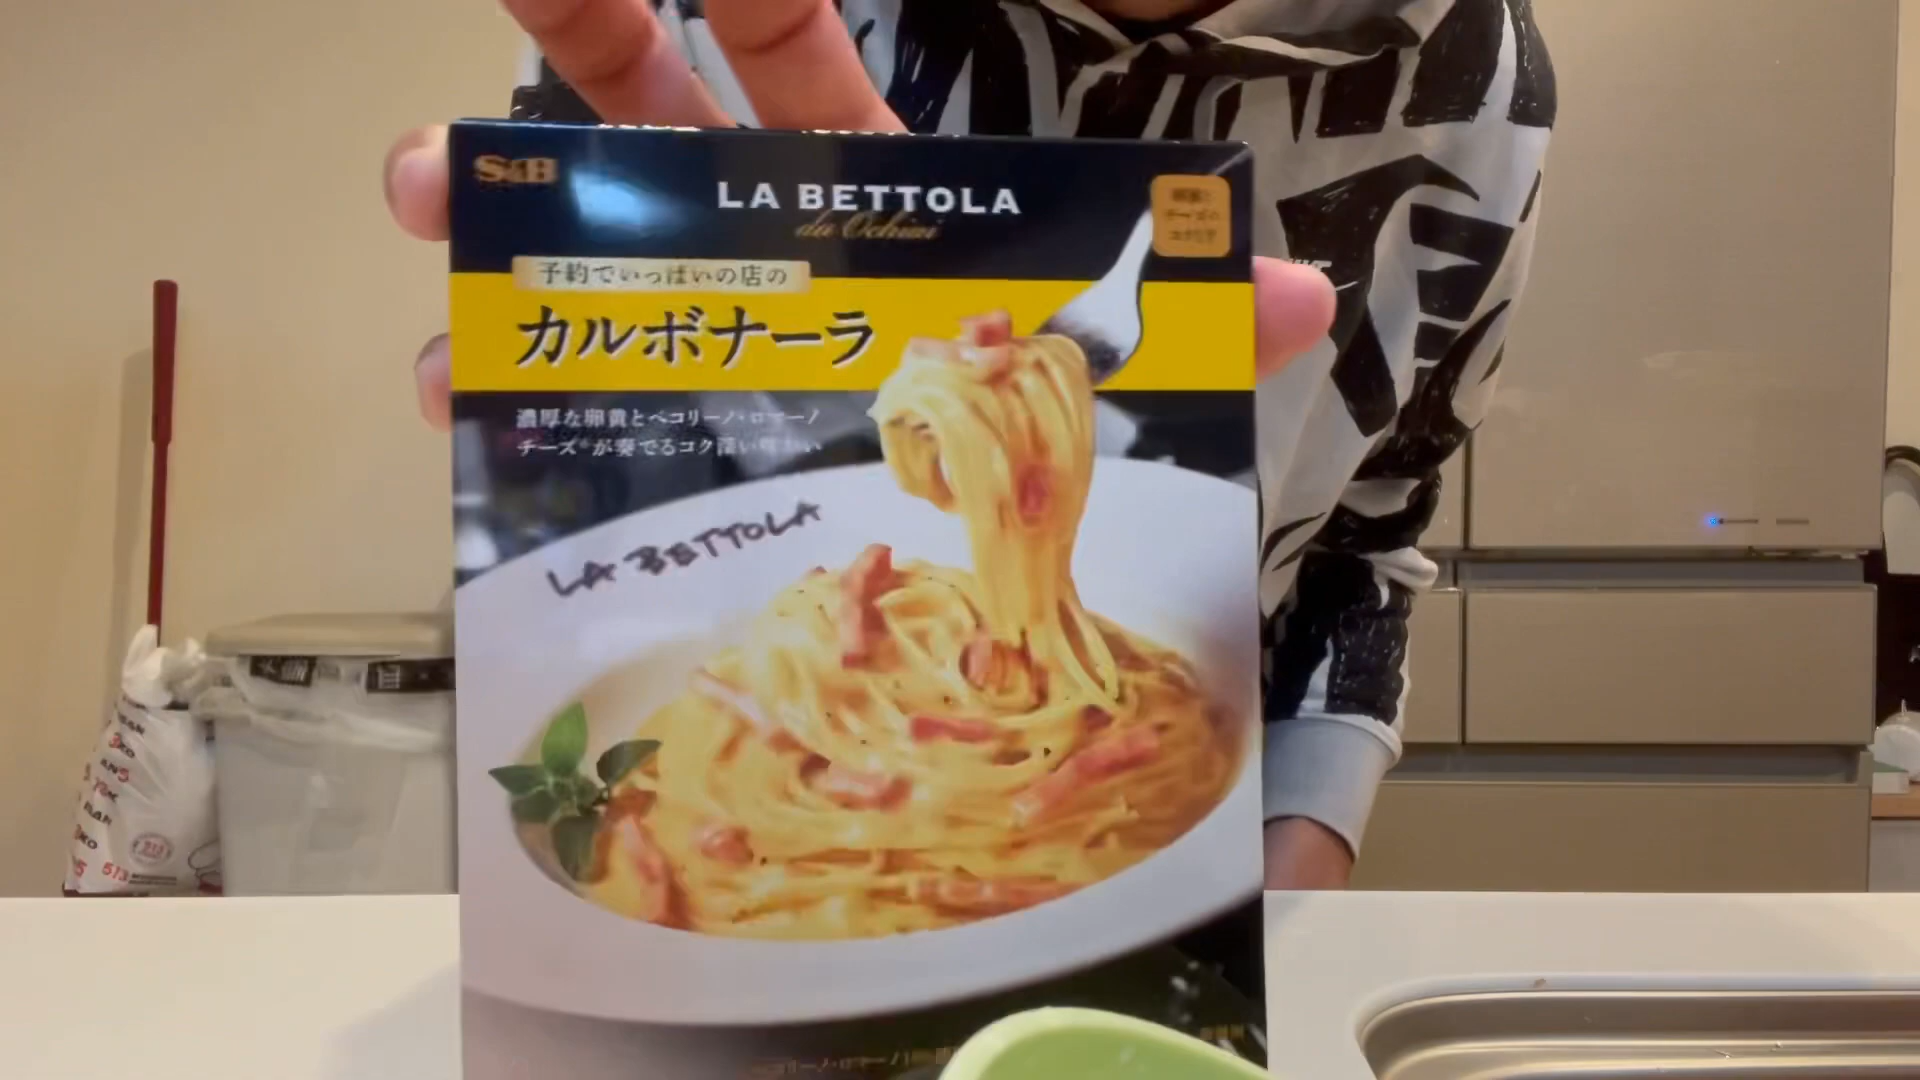 S&B
LA BETTOLA
da Ochiai
予約でいっぱいの店の
カルボナーラ
濃厚な卵黄とペコリーノ・ロマーノ
チーズ※が奏でるコク深い味わい
LA BETTOLA